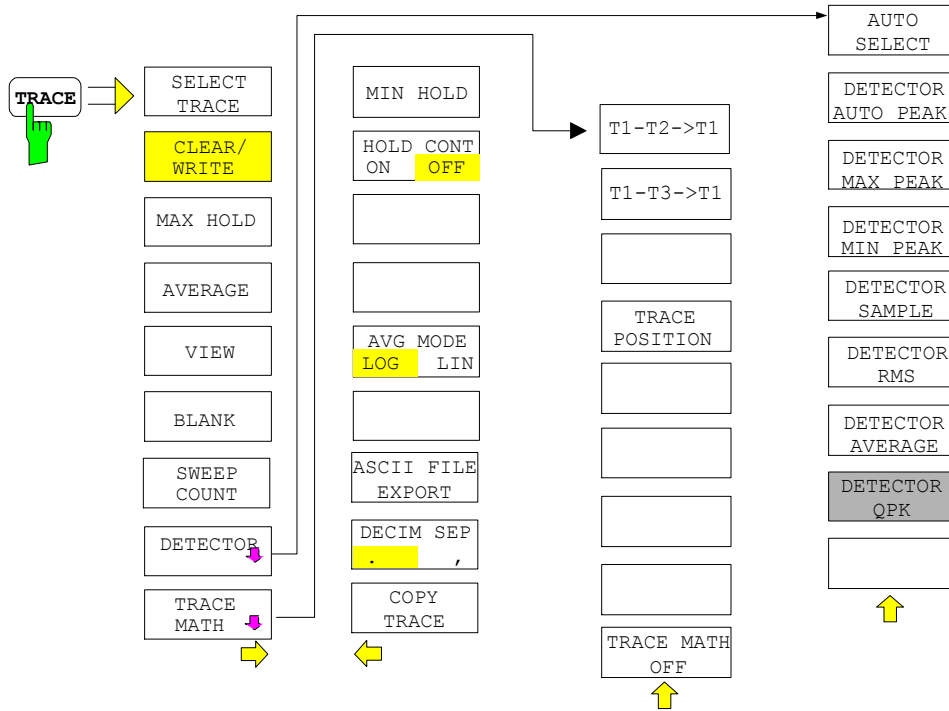 TRACE
SELECT
TRACE
CLEAR/
WRITE
MAX HOLD
AVERAGE
VIEW
BLANK
SWEEP
COUNT
DETECTOR
TRACE
MATH
MIN HOLD
HOLD CONT
ON OFF
AVG MODE
LOG LIN
ASCII FILE
EXPORT
DECIM SEP
. ,
COPY
TRACE
T1-T2->T1
T1-T3->T1
TRACE
POSITION
TRACE MATH
OFF
AUTO
SELECT
DETECTOR
AUTO PEAK
DETECTOR
MAX PEAK
DETECTOR
MIN PEAK
DETECTOR
SAMPLE
DETECTOR
RMS
DETECTOR
AVERAGE
DETECTOR
QPK